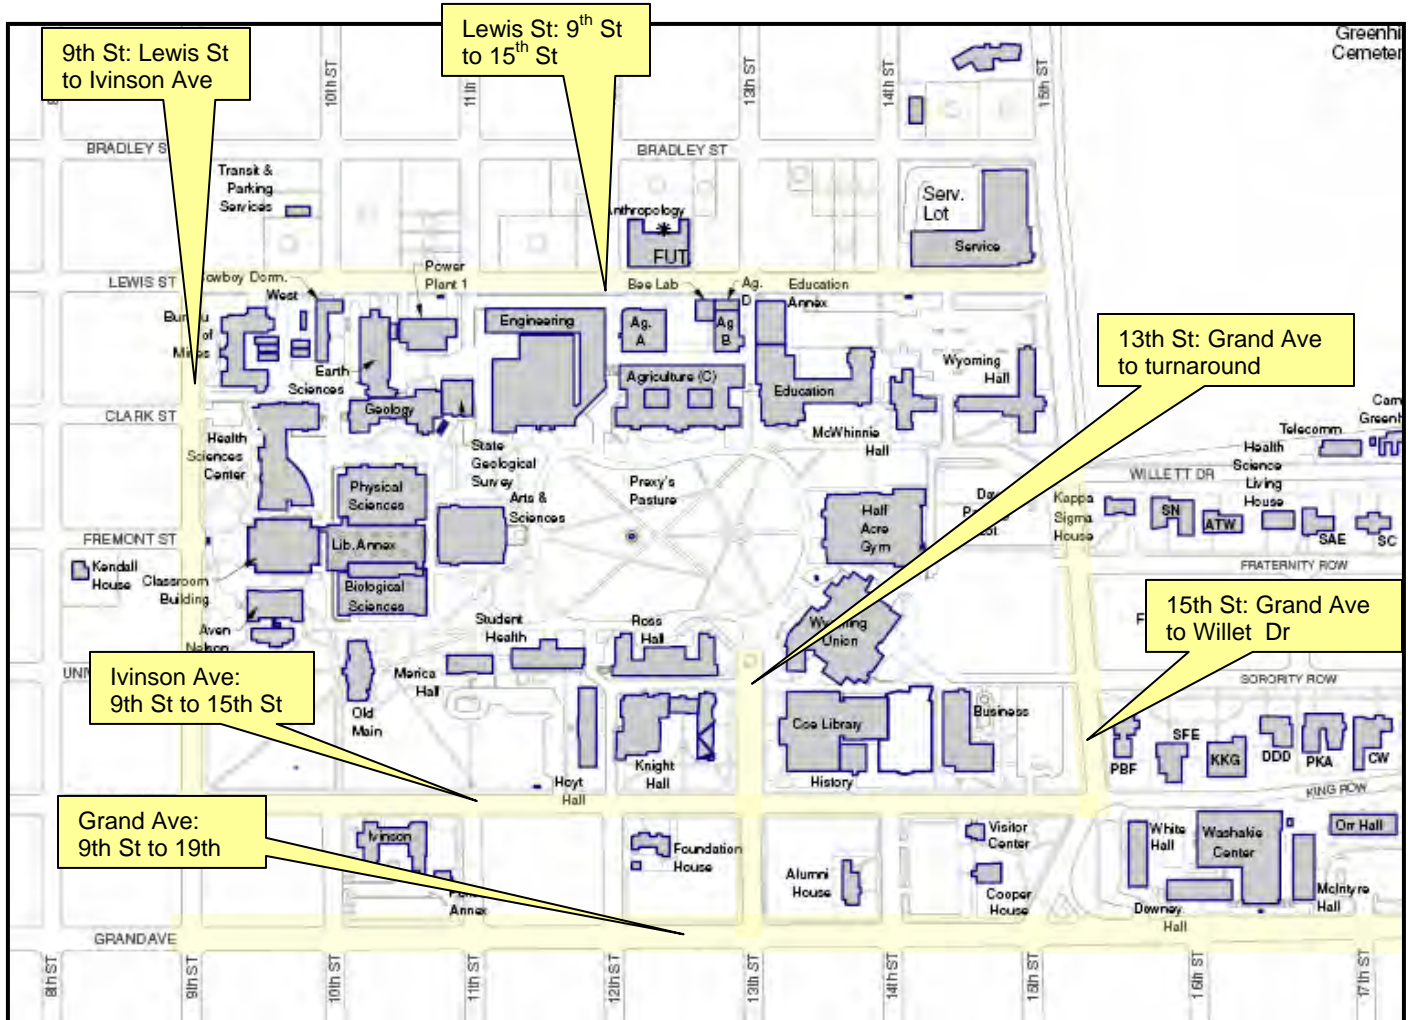 9th St: Lewis St
to Ivinson Ave
Lewis St: 9th St
to 15th St
Greenhi
Cemeter
10th ST
11th
13th ST
14th ST
15th ST
BRADLEY S
BRADLEY ST
Transit &
Parking
Services
Anthropology
FUT
Serv.
Lot
Service
LEWIS ST
Cowboy Dorm.
West
Power
Plant 1
Bee Lab
Ag.
D
Education
Annex
Bureau
of
Mines
Engineering
Ag.
A
Ag
B
13th St: Grand Ave
to turnaround
Earth
Sciences
Agriculture (C)
Education
Wyoming
Hall
CLARK ST
Geology
McWhinnie
Hall
Health
Sciences
Center
State
Geological
Survey
Telecomm
Cam
Greenh
Health
Science
Living
House
WILLETT DR
Physical
Sciences
Arts &
Sciences
Prexy's
Pasture
Half
Acre
Gym
Kappa
Sigma
House
SN
ATW
SAE
SC
FREMONT ST
Lib. Annex
FRATERNITY ROW
Kendall
House
Classroom
Building
Biological
Sciences
15th St: Grand Ave
to Willet Dr
Aven
Nelson
Student
Health
Ross
Hall
Wyoming
Union
UNI
Merica
Hall
SORORITY ROW
Ivinson Ave:
9th St to 15th St
Old
Main
Coe Library
Business
Hoyt
Hall
Knight
Hall
History
PBF
SFE
KKG
DDD
PKA
CW
KING ROW
Grand Ave:
9th St to 19th
Ivinson
Annex
Foundation
House
Alumni
House
Visitor
Center
Cooper
House
White
Hall
Washakie
Center
Orr Hall
Downey
Hall
McIntyre
Hall
GRAND AVE
8th ST
9th ST
10th ST
11th ST
12th ST
13th ST
14th ST
15th ST
16th ST
17th ST